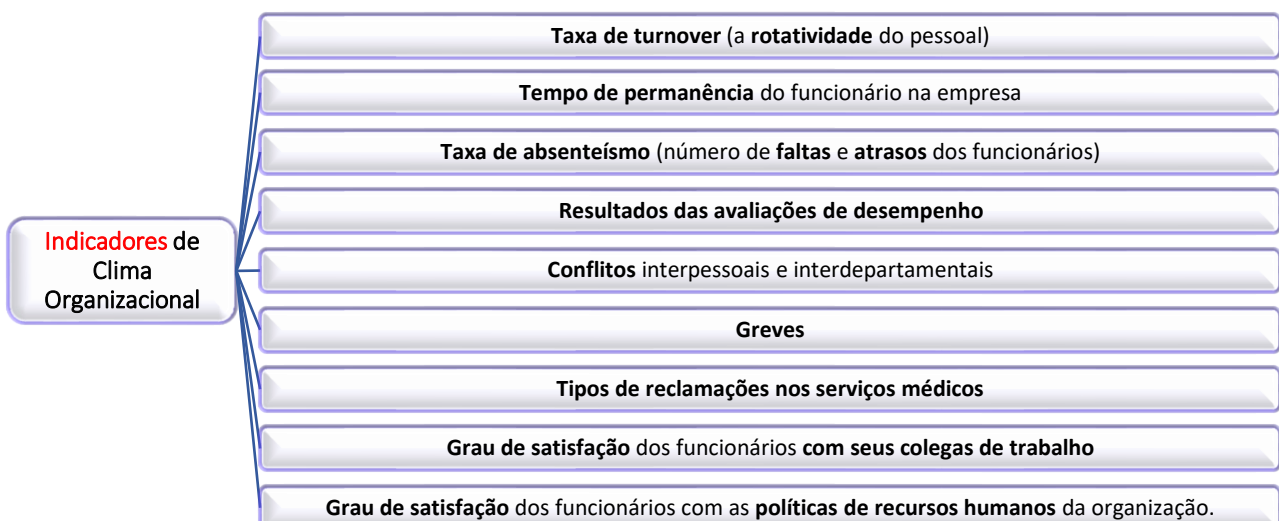 Indicadores de
Clima
Organizacional
Taxa de turnover (a rotatividade do pessoal)
Tempo de permanência do funcionário na empresa
Taxa de absenteísmo (número de faltas e atrasos dos funcionários)
Resultados das avaliações de desempenho
Conflitos interpessoais e interdepartamentais
Greves
Tipos de reclamações nos serviços médicos
Grau de satisfação dos funcionários com seus colegas de trabalho
Grau de satisfação dos funcionários com as políticas de recursos humanos da organização.